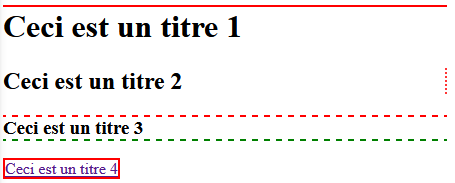 Ceci est un titre 1
Ceci est un titre 2
Ceci est un titre 3
Ceci est un titre 4